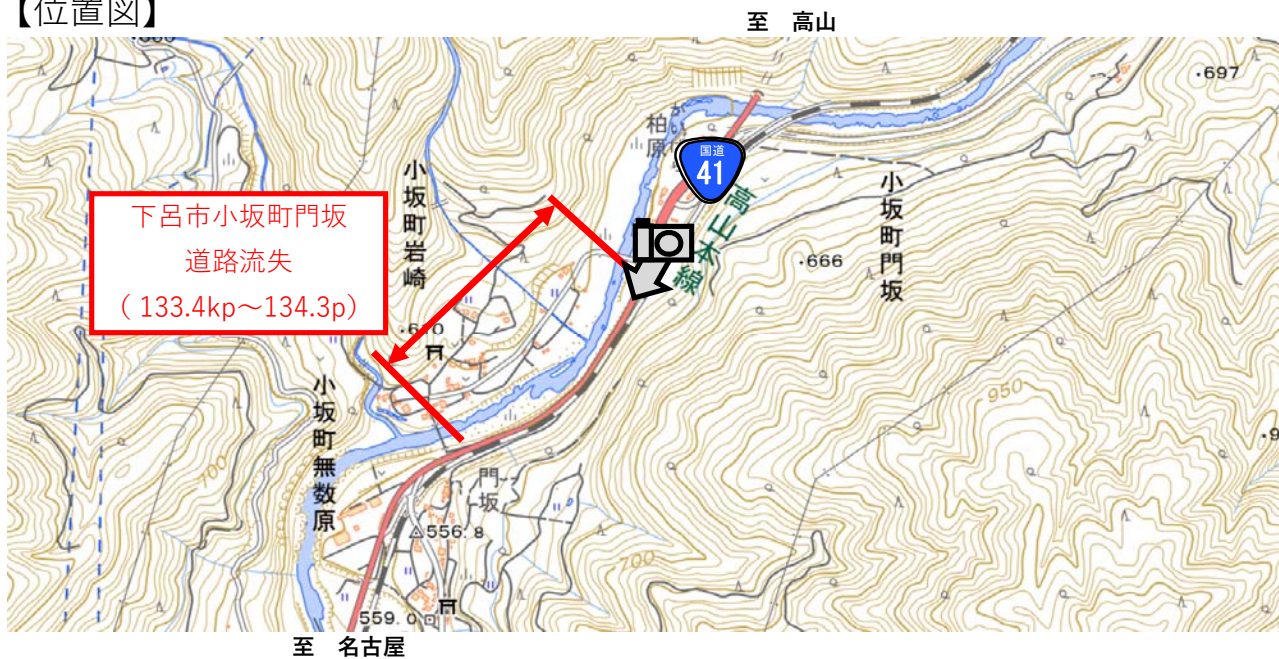 【位置図】
至 高山
・697
柏原
国道
41
高山本線
小坂町門坂
・666
小坂町岩崎
下呂市小坂町門坂
道路流失
（133.4kp～134.3p）
・610
950
小坂町無数原
700
門坂
556.8
700
559.0
至 名古屋